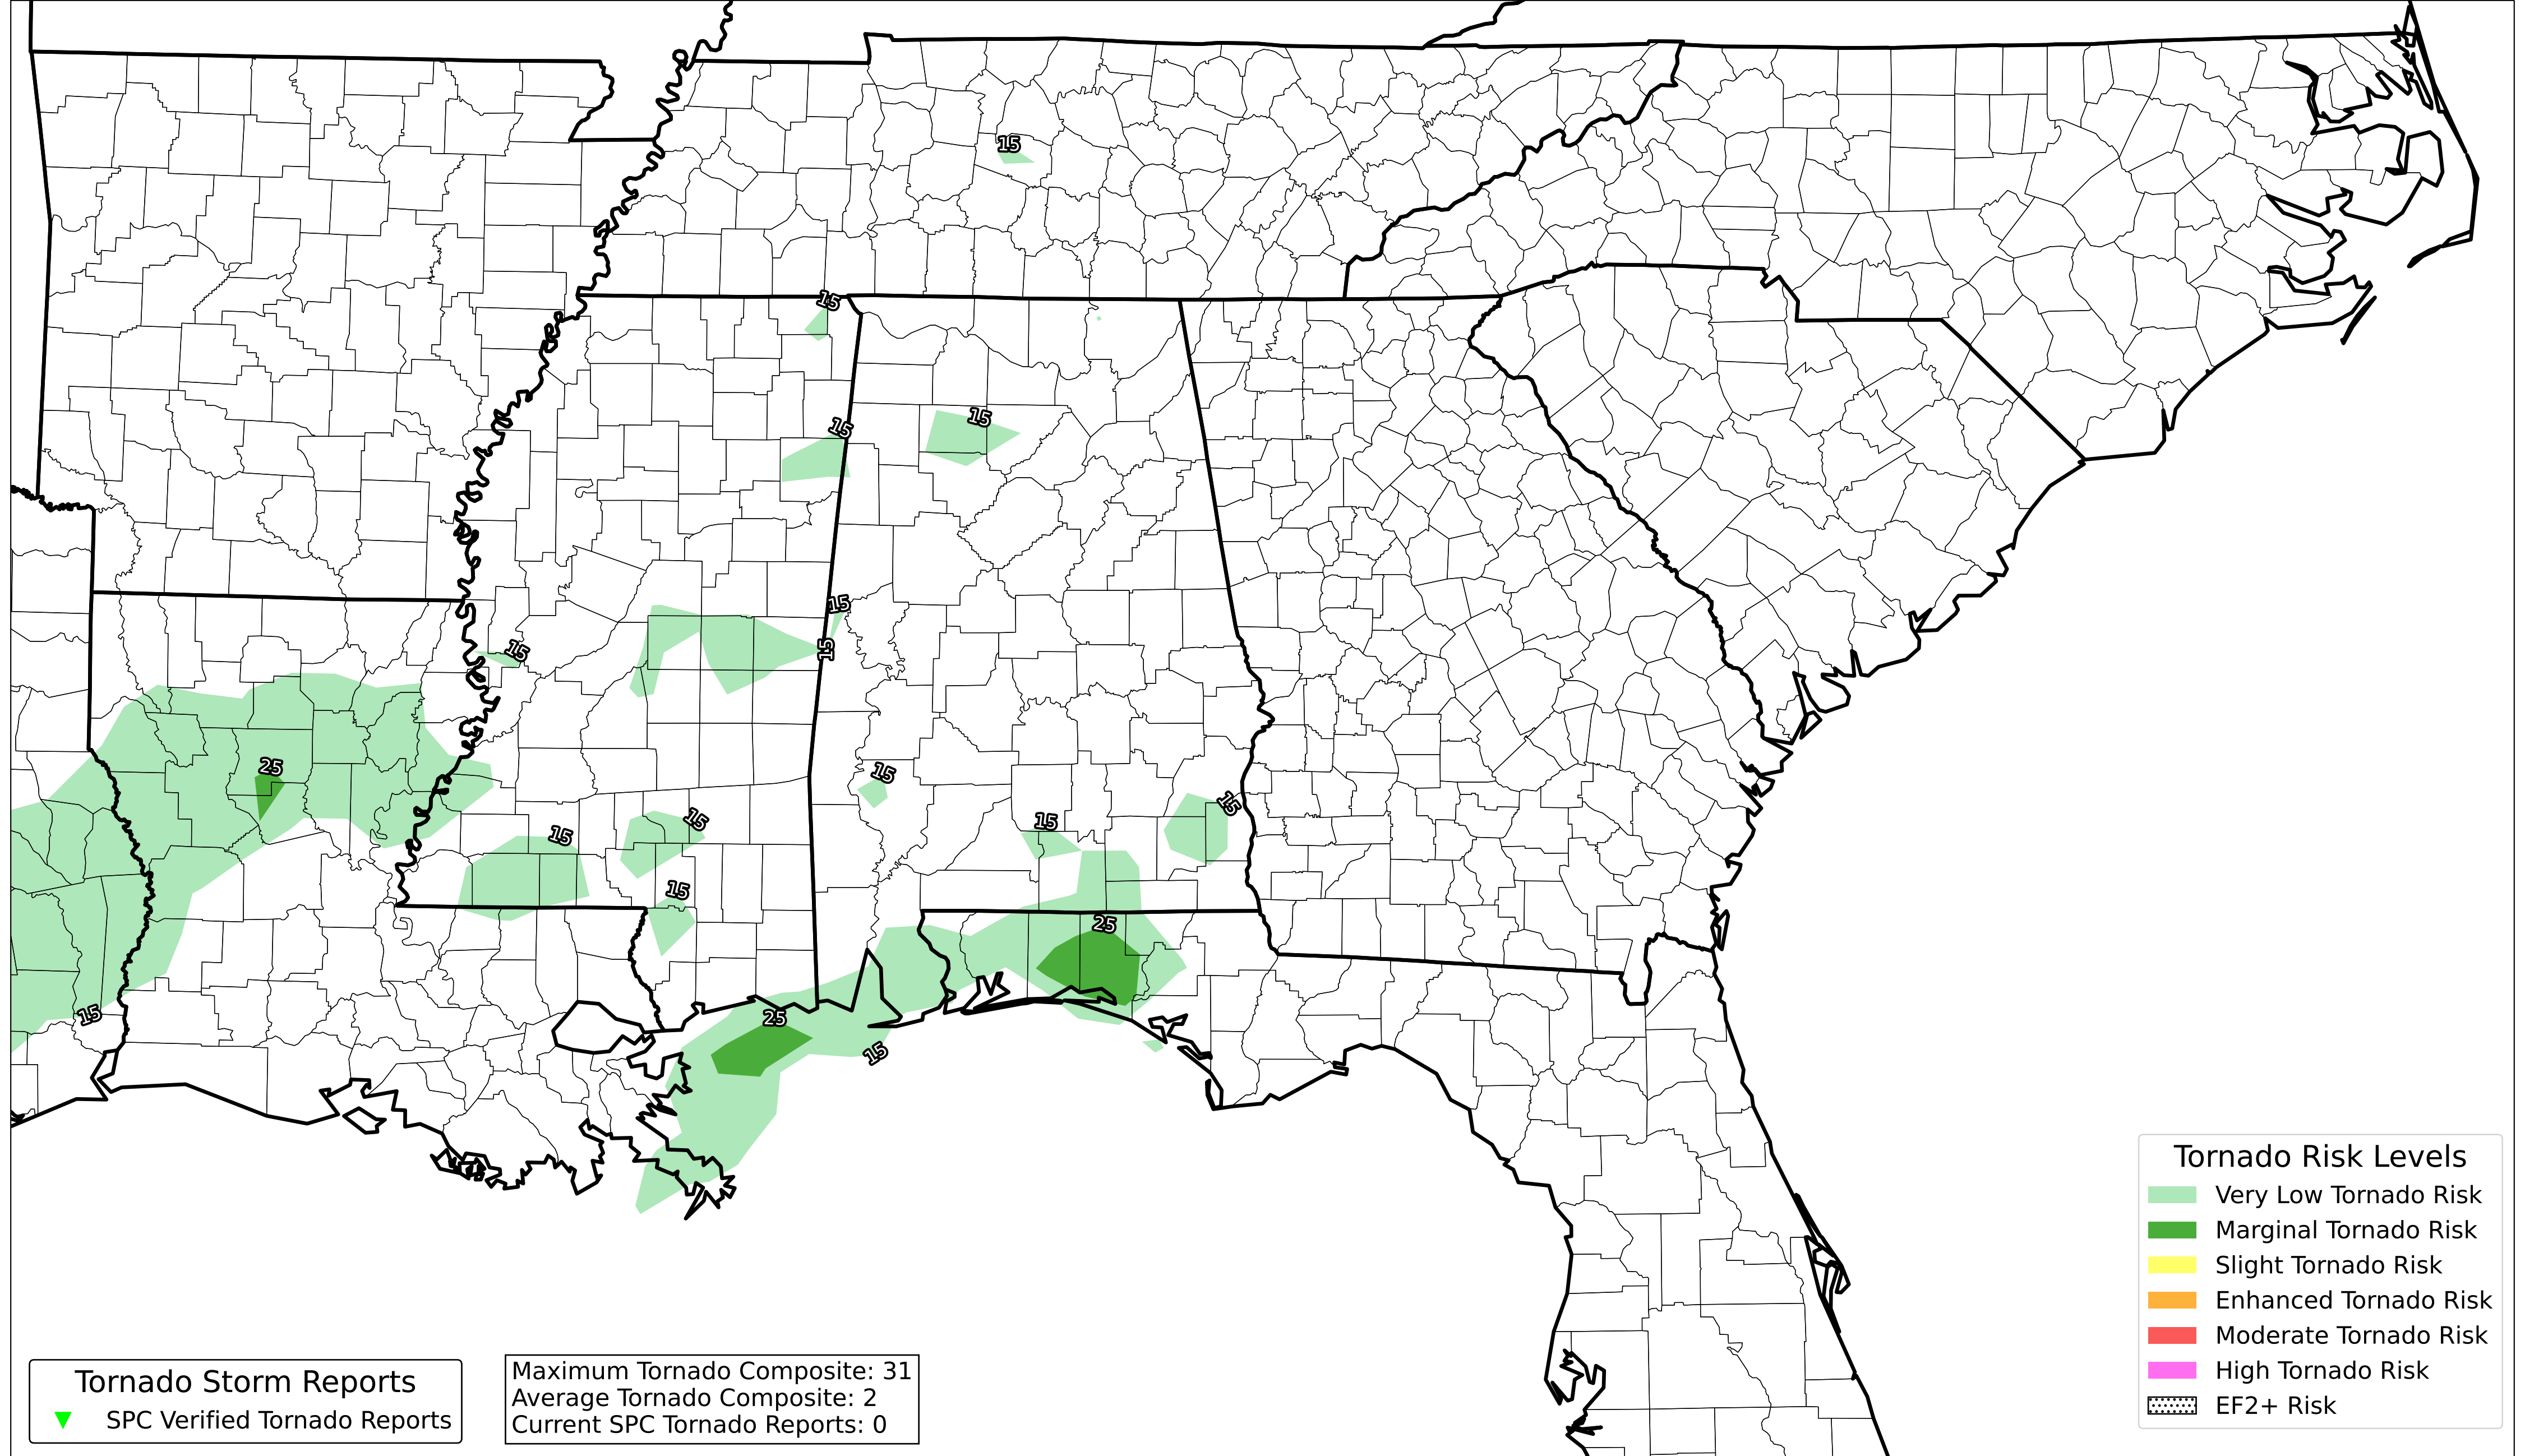 15
15
15
15
15
15
15
25
15
15
15
15
15
15
15
25
15
25
15
Tornado Risk Levels
Very Low Tornado Risk
Marginal Tornado Risk
Slight Tornado Risk
Enhanced Tornado Risk
Moderate Tornado Risk
High Tornado Risk
EF2+ Risk
Tornado Storm Reports
SPC Verified Tornado Reports
Maximum Tornado Composite: 31
Average Tornado Composite: 2
Current SPC Tornado Reports: 0